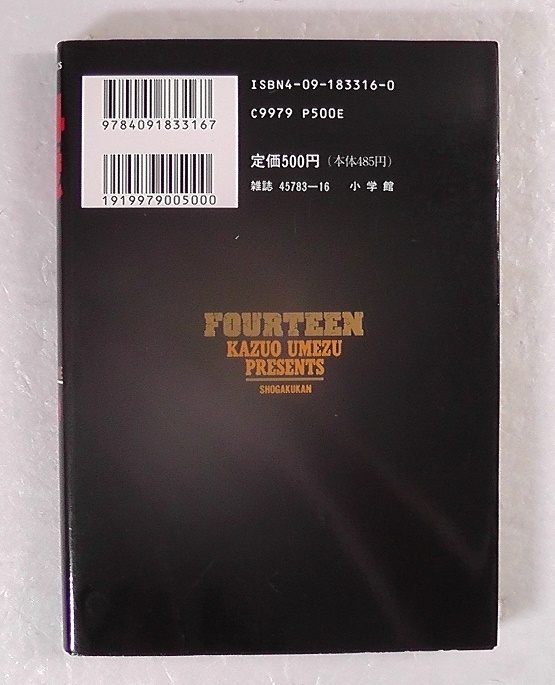 ISBN4-09-183316-0
C9979 P500E
9784091833167
定価500円(本体485円)
雑誌 45783-16 小学館
1919979005000
FOURTEEN
KAZUO UMEZU
PRESENTS
SHOGAKUKAN